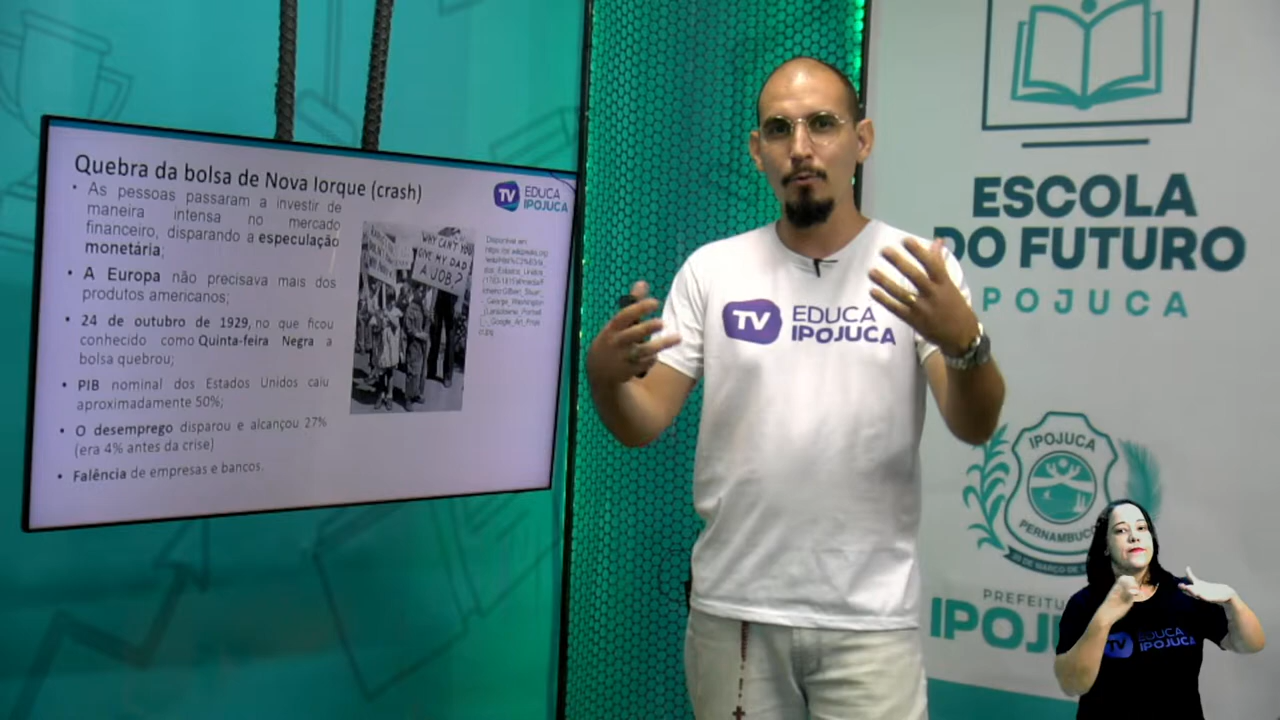 Quebra da bolsa de Nova Iorque (crash)
• As pessoas passaram a investir de
maneira intensa no mercado
financeiro, disparando a especulação
monetária;
• A Europa não precisava mais dos
produtos americanos;
• 24 de outubro de 1929, no que ficou
conhecido como Quinta-feira Negra a
bolsa quebrou;
• PIB nominal dos Estados Unidos caiu
aproximadamente 50%;
• O desemprego disparou e alcançou 27%
(era 4% antes da crise)
• Falência de empresas e bancos.
TV EDUCA
IPOJUCA
WHY CAN'T YOU
GIVE MY DAD
A JOB?
Disponível em:
TV EDUCA
IPOJUCA
ESCOLA
DO FUTURO
IPOJUCA
IPOJUCA
PERNAMBUCO
PREFEITU
IPOJU
TV EDUCA
IPOJUCA